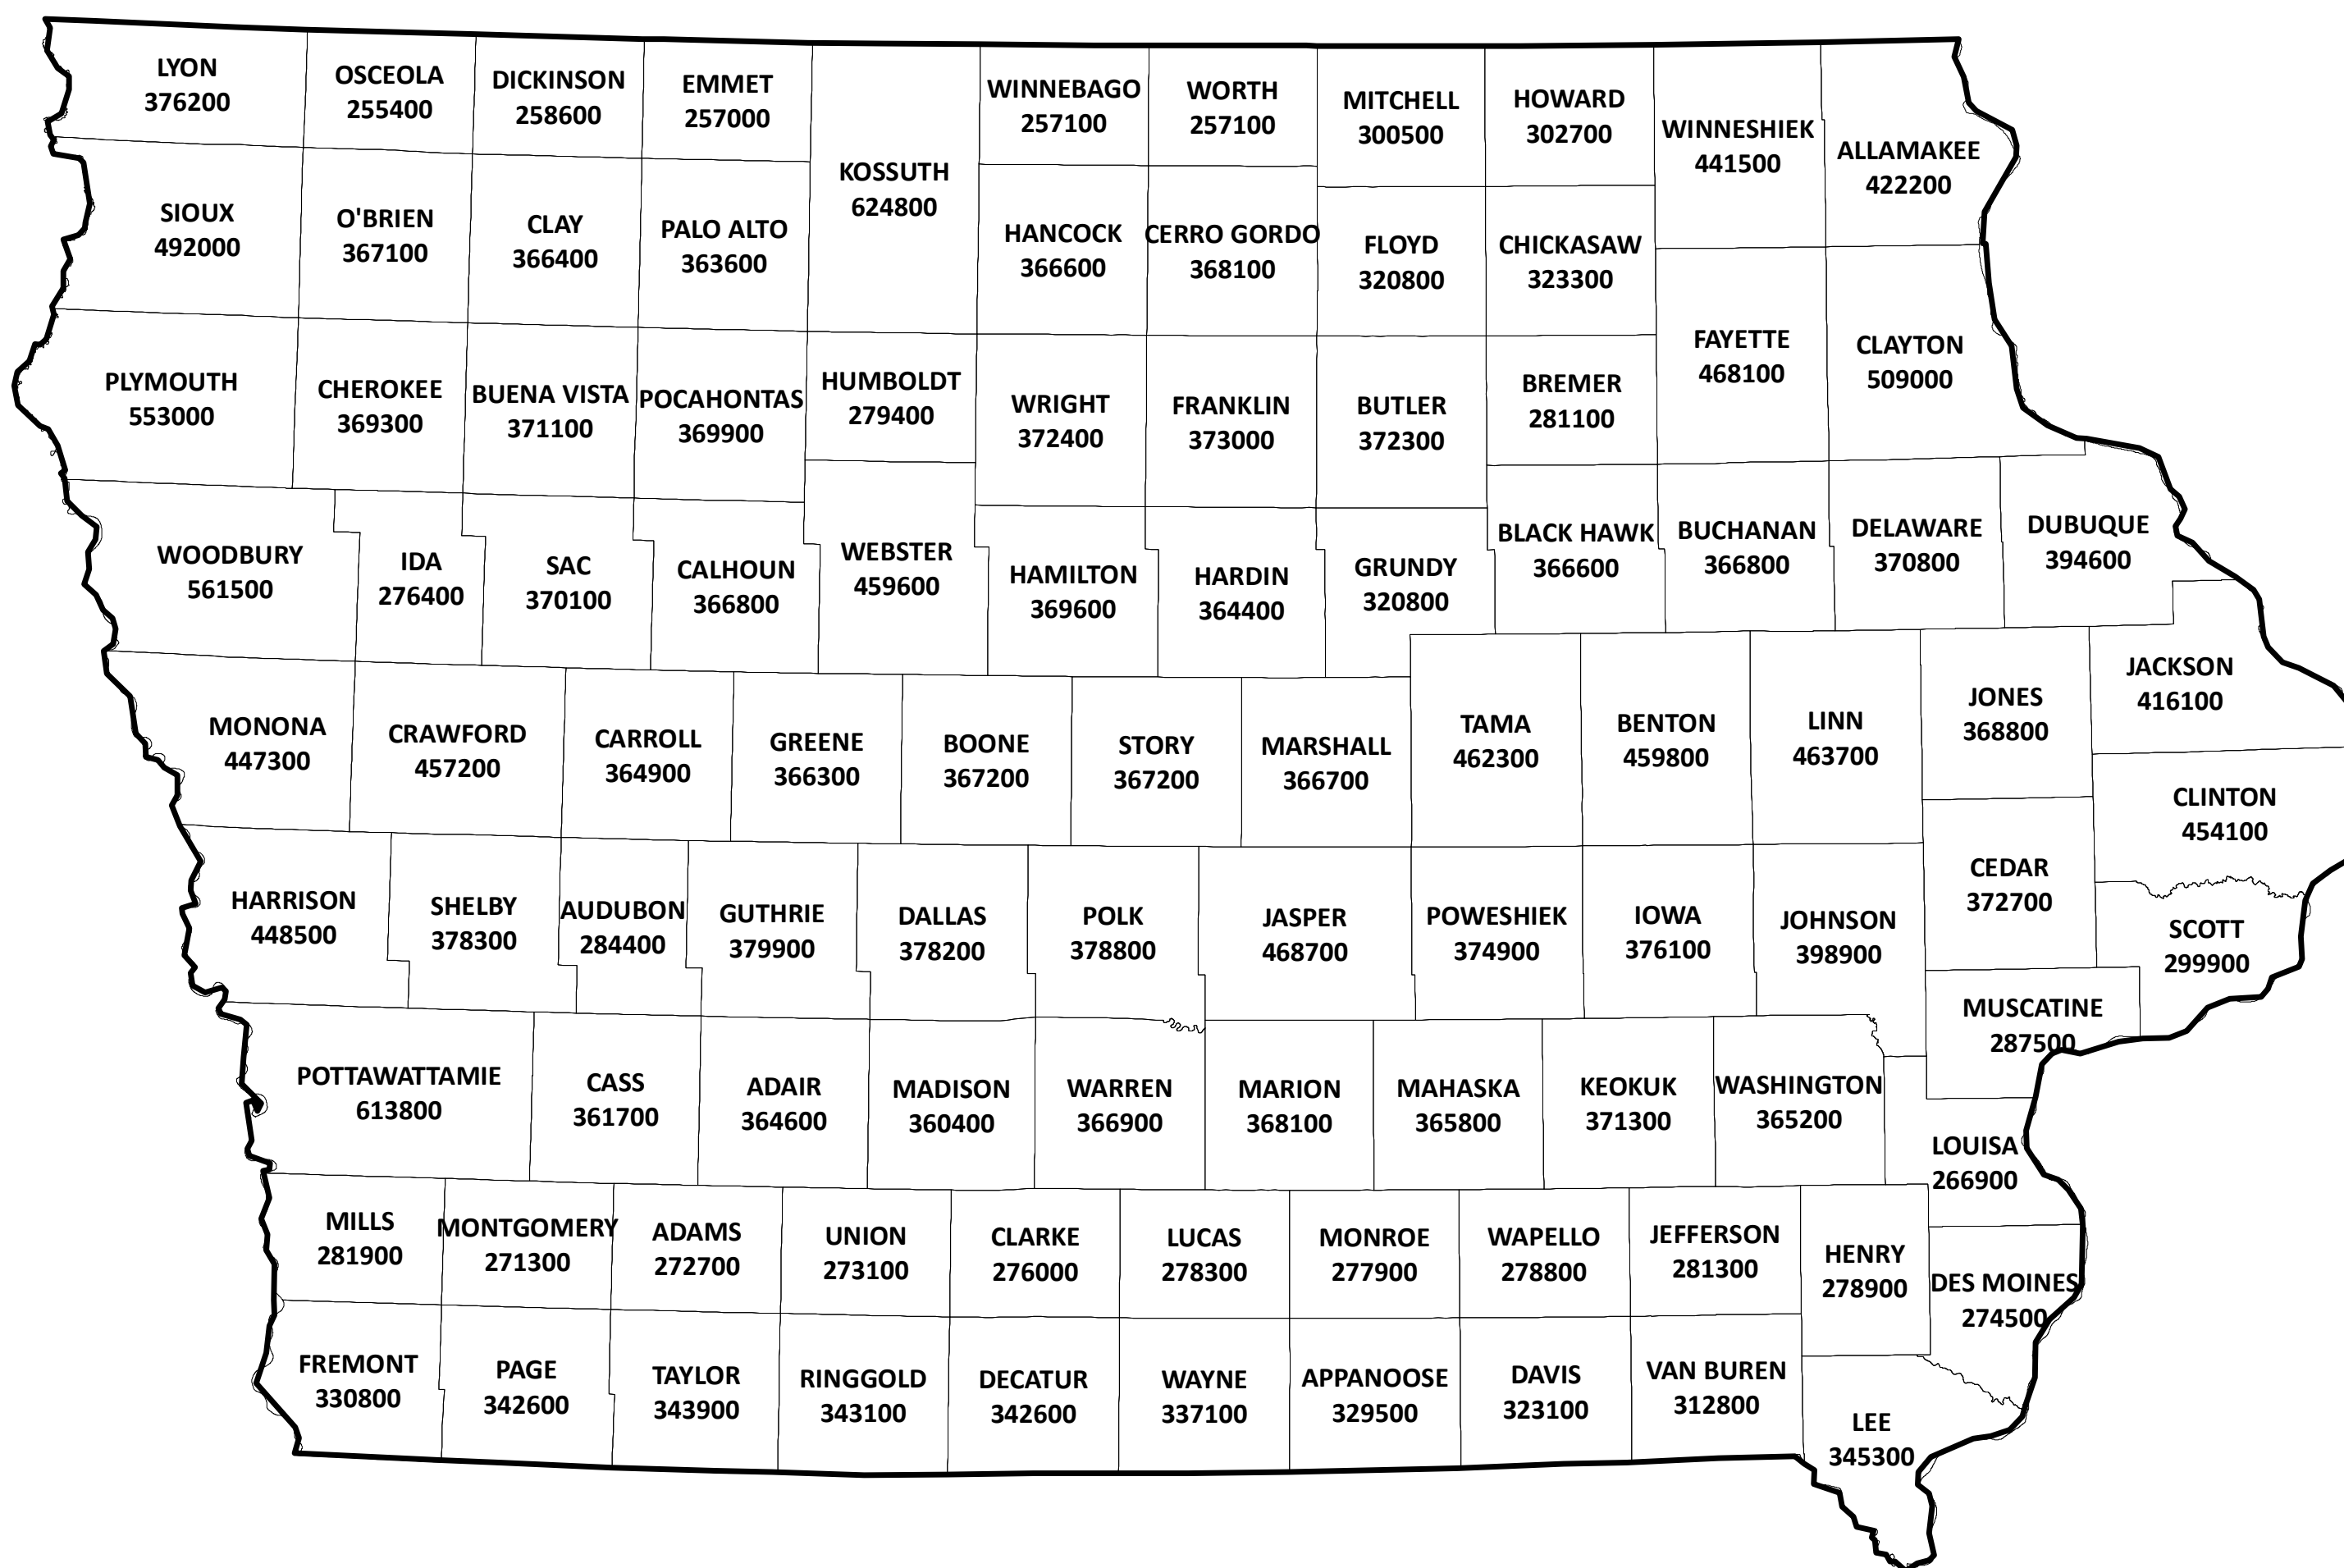 LYON
376200
OSCEOLA
255400
DICKINSON
258600
EMMET
257000
KOSSUTH
624800
WINNEBAGO
257100
WORTH
257100
MITCHELL
300500
HOWARD
302700
WINNESHIEK
441500
ALLAMAKEE
422200
SIOUX
492000
O'BRIEN
367100
CLAY
366400
PALO ALTO
363600
HANCOCK
366600
CERRO GORDO
368100
FLOYD
320800
CHICKASAW
323300
FAYETTE
468100
CLAYTON
509000
PLYMOUTH
553000
CHEROKEE
369300
BUENA VISTA
371100
POCAHONTAS
369900
HUMBOLDT
279400
WRIGHT
372400
FRANKLIN
373000
BUTLER
372300
BREMER
281100
WOODBURY
561500
IDA
276400
SAC
370100
CALHOUN
366800
WEBSTER
459600
HAMILTON
369600
HARDIN
364400
GRUNDY
320800
BLACK HAWK
366600
BUCHANAN
366800
DELAWARE
370800
DUBUQUE
394600
MONONA
447300
CRAWFORD
457200
CARROLL
364900
GREENE
366300
BOONE
367200
STORY
367200
MARSHALL
366700
TAMA
462300
BENTON
459800
LINN
463700
JONES
368800
JACKSON
416100
CLINTON
454100
HARRISON
448500
SHELBY
378300
AUDUBON
284400
GUTHRIE
379900
DALLAS
378200
POLK
378800
JASPER
468700
POWESHIEK
374900
IOWA
376100
JOHNSON
398900
CEDAR
372700
SCOTT
299900
MUSCATINE
287500
POTTAWATTAMIE
613800
CASS
361700
ADAIR
364600
MADISON
360400
WARREN
366900
MARION
368100
MAHASKA
365800
KEOKUK
371300
WASHINGTON
365200
LOUISA
266900
MILLS
281900
MONTGOMERY
271300
ADAMS
272700
UNION
273100
CLARKE
276000
LUCAS
278300
MONROE
277900
WAPELLO
278800
JEFFERSON
281300
HENRY
278900
DES MOINES
274500
FREMONT
330800
PAGE
342600
TAYLOR
343900
RINGGOLD
343100
DECATUR
342600
WAYNE
337100
APPANOOSE
329500
DAVIS
323100
VAN BUREN
312800
LEE
345300